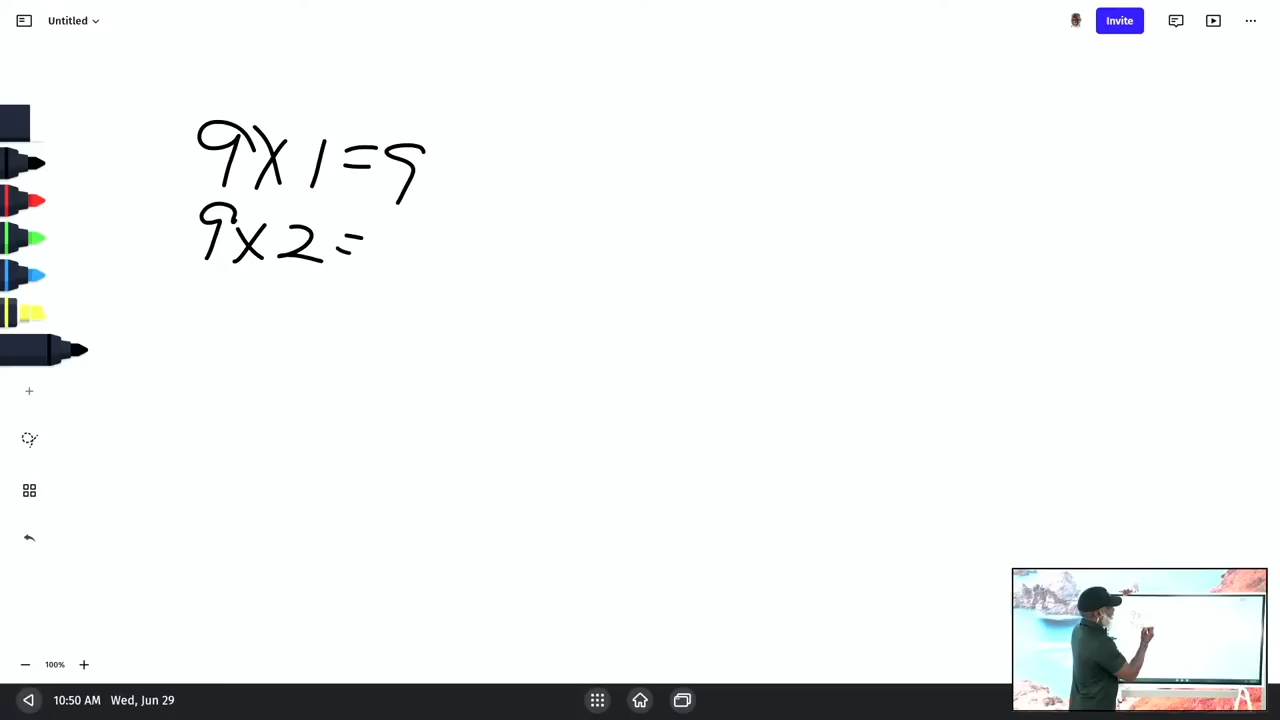 Untitled
Invite
9 x 1 = 9
9 x 2 =
100%
10:50 AM Wed, Jun 29